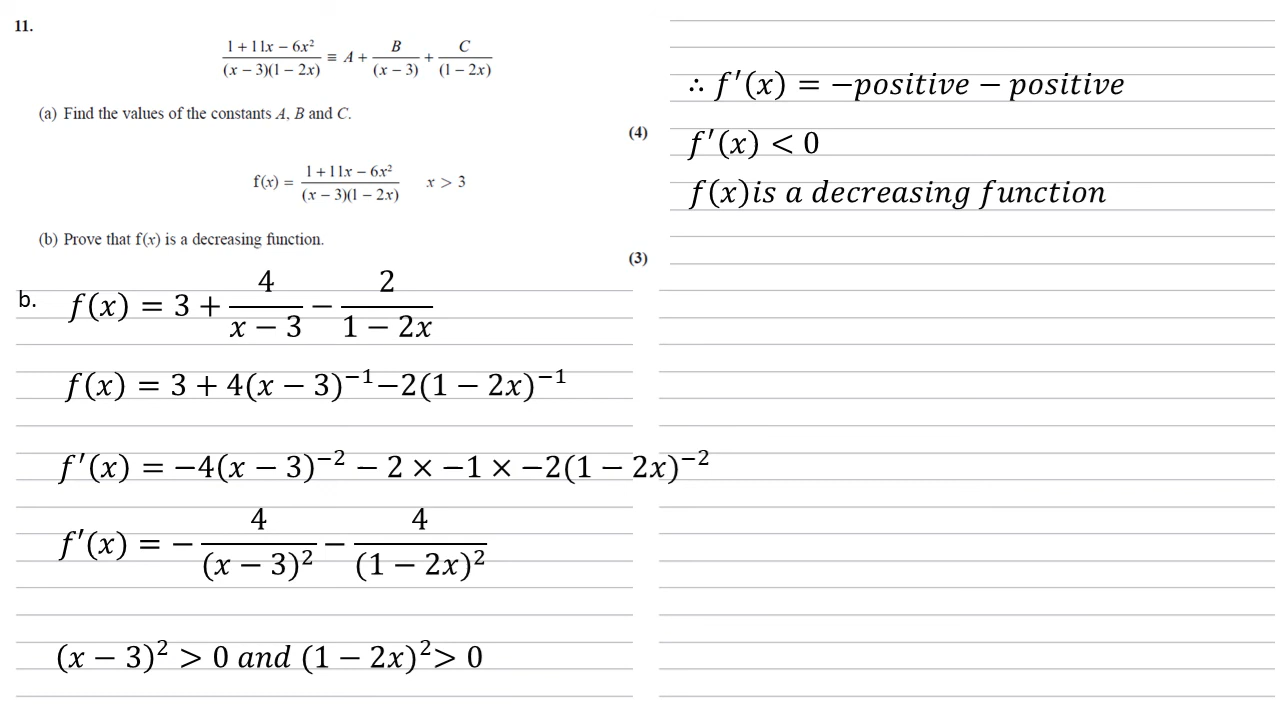 11.
1 + 11x − 6x² / (x − 3)(1 − 2x) ≡ A + B / (x − 3) + C / (1 − 2x)
(a) Find the values of the constants A, B and C.
(4)
f(x) = 1 + 11x − 6x² / (x − 3)(1 − 2x) x > 3
(b) Prove that f(x) is a decreasing function.
(3)
b. f(x) = 3 + 4 / x − 3 − 2 / 1 − 2x
f(x) = 3 + 4(x − 3)⁻¹−2(1 − 2x)⁻¹
f′(x) = −4(x − 3)⁻² − 2 × −1 × −2(1 − 2x)⁻²
f′(x) = − 4 / (x − 3)² − 4 / (1 − 2x)²
(x − 3)² > 0 and (1 − 2x)²> 0
∴ f′(x) = −positive − positive
f′(x) < 0
f(x)is a decreasing function